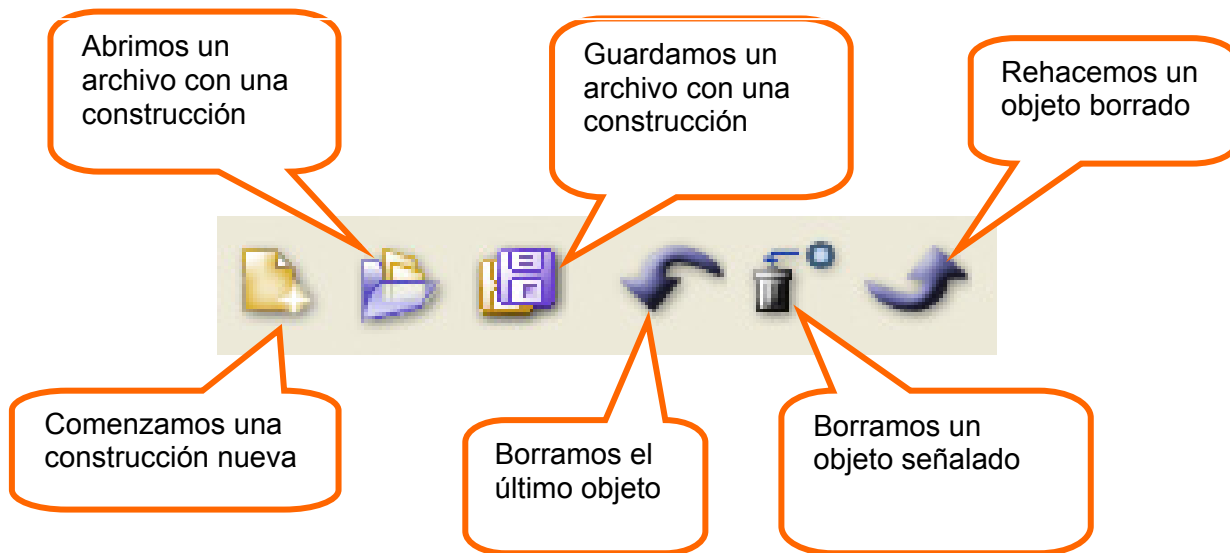 Abrimos un
archivo con una
construcción
Guardamos un
archivo con una
construcción
Rehacemos un
objeto borrado
Comenzamos una
construcción nueva
Borramos el
último objeto
Borramos un
objeto señalado